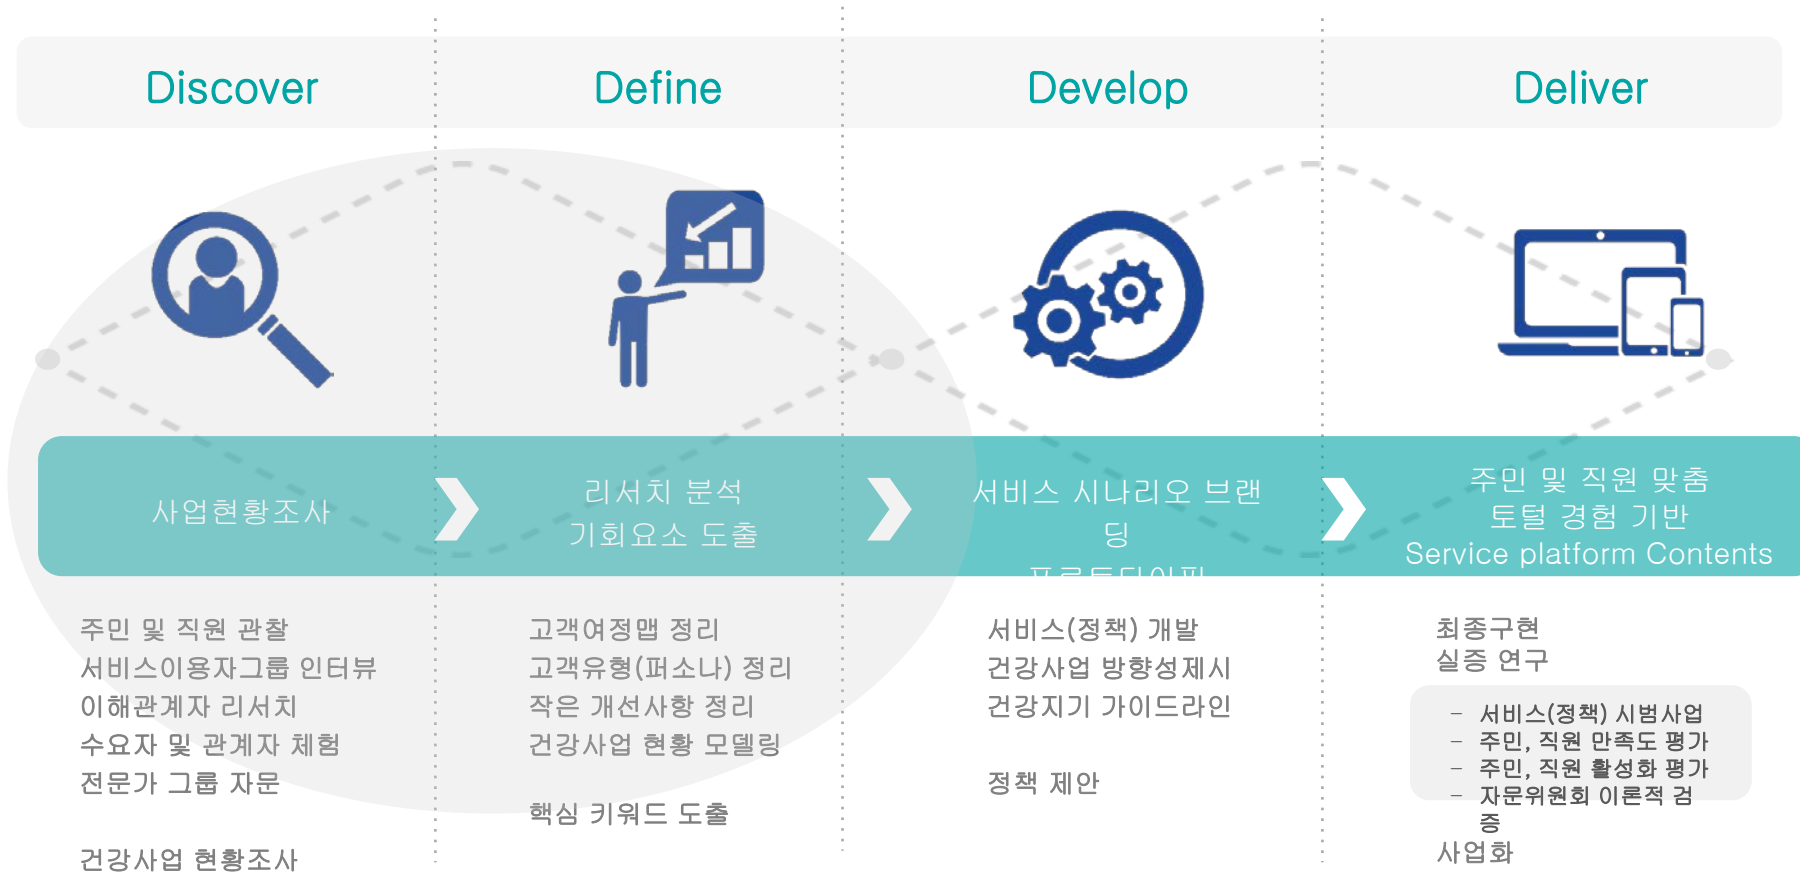 Discover
Define
Develop
Deliver
사업현황조사
리서치 분석
기회요소 도출
서비스 시나리오 브랜
딩
프로토타이핑
주민 및 직원 맞춤
토털 경험 기반
Service platform Contents
주민 및 직원 관찰
서비스이용자그룹 인터뷰
이해관계자 리서치
수요자 및 관계자 체험
전문가 그룹 자문
건강사업 현황조사
고객여정맵 정리
고객유형(퍼소나) 정리
작은 개선사항 정리
건강사업 현황 모델링
핵심 키워드 도출
서비스(정책) 개발
건강사업 방향성제시
건강지기 가이드라인
정책 제안
최종구현
실증 연구
– 서비스(정책) 시범사업
– 주민, 직원 만족도 평가
– 주민, 직원 활성화 평가
– 자문위원회 이론적 검
증
사업화